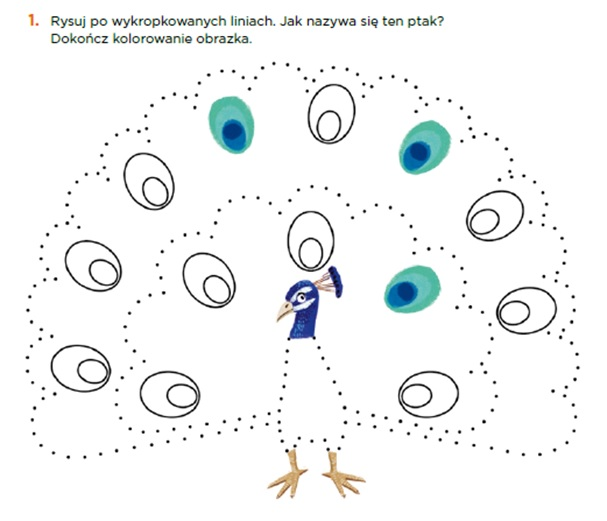 1. Rysuj po wykropkowanych liniach. Jak nazywa się ten ptak?
Dokończ kolorowanie obrazka.